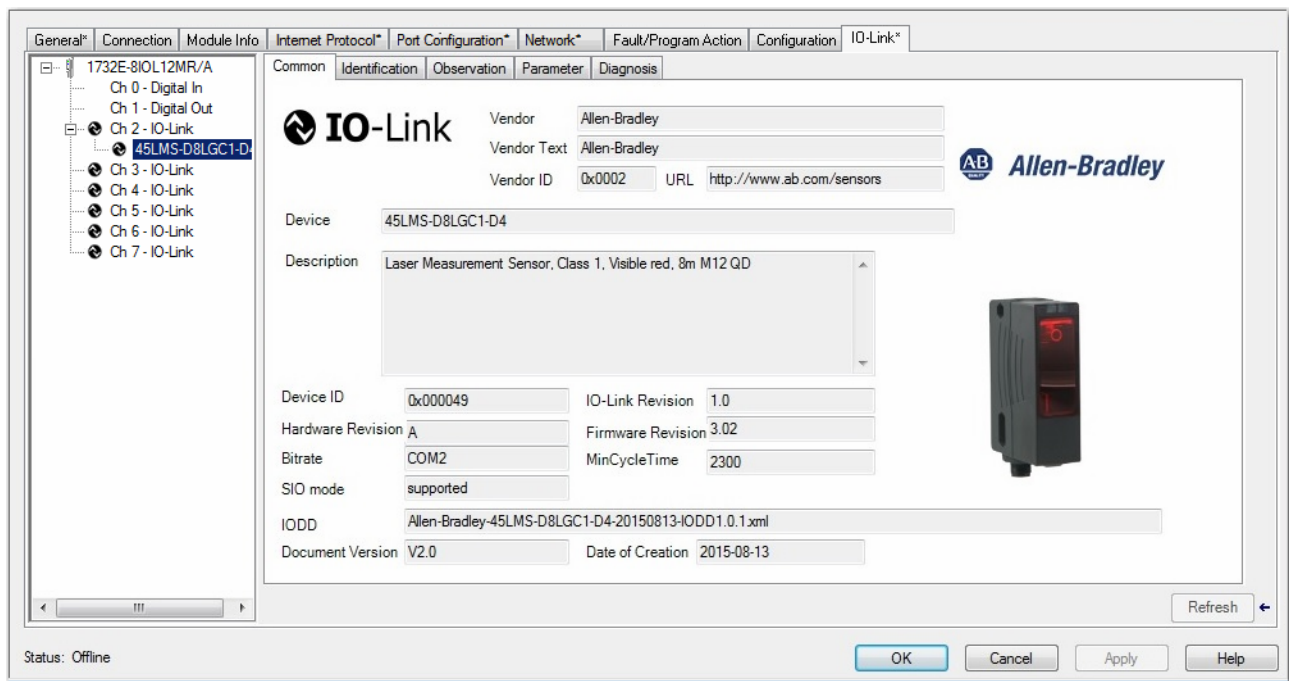 General* Connection Module Info Internet Protocol* Port Configuration* Network* Fault/Program Action Configuration IO-Link*
1732E-8IOL12MR/A
Ch 0 - Digital In
Ch 1 - Digital Out
Ch 2 - IO-Link
45LMS-D8LGC1-D4
Ch 3 - IO-Link
Ch 4 - IO-Link
Ch 5 - IO-Link
Ch 6 - IO-Link
Ch 7 - IO-Link
Common Identification Observation Parameter Diagnosis
IO-Link
Vendor Allen-Bradley
Vendor Text Allen-Bradley
Vendor ID 0x0002 URL http://www.ab.com/sensors
AB Allen-Bradley
Device 45LMS-D8LGC1-D4
Description Laser Measurement Sensor, Class 1, Visible red, 8m M12 QD
Device ID 0x000049 IO-Link Revision 1.0
Hardware Revision A Firmware Revision 3.02
Bitrate COM2 MinCycleTime 2300
SIO mode supported
IODD Allen-Bradley-45LMS-D8LGC1-D4-20150813-IODD1.0.1.xml
Document Version V2.0 Date of Creation 2015-08-13
Refresh
Status: Offline OK Cancel Apply Help